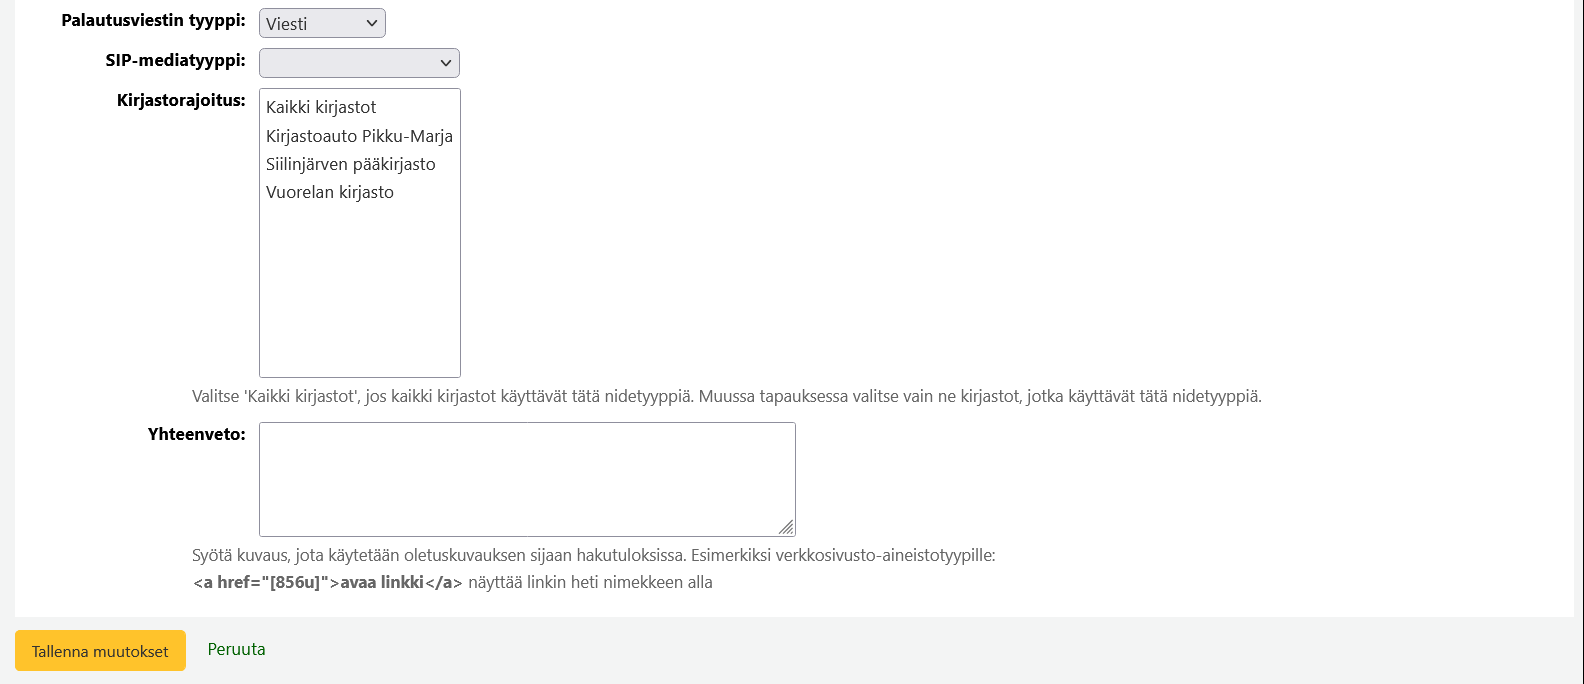 Palautusviestin tyyppi: Viesti
SIP-mediatyyppi:
Kirjastorajoitus: Kaikki kirjastot
Kirjastoauto Pikku-Marja
Siilinjärven pääkirjasto
Vuorelan kirjasto
Valitse 'Kaikki kirjastot', jos kaikki kirjastot käyttävät tätä nidetyyppiä. Muussa tapauksessa valitse vain ne kirjastot, jotka käyttävät tätä nidetyyppiä.
Yhteenveto:
Syötä kuvaus, jota käytetään oletuskuvauksen sijaan hakutuloksissa. Esimerkiksi verkkosivusto-aineistotyypille:
<a href="[856u]">avaa linkki</a> näyttää linkin heti nimekkeen alla
Tallenna muutokset Peruuta